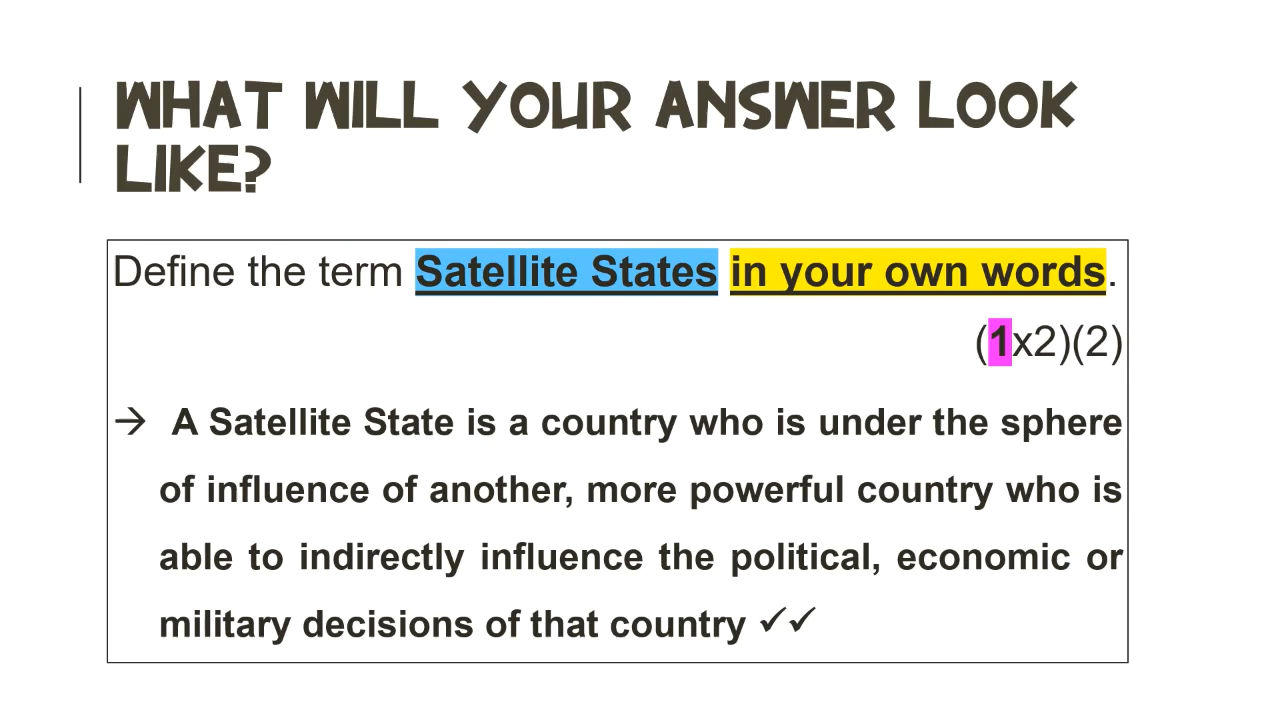 WHAT WILL YOUR ANSWER LOOK
LIKE?
Define the term Satellite States in your own words.
(1x2)(2)
→ A Satellite State is a country who is under the sphere
of influence of another, more powerful country who is
able to indirectly influence the political, economic or
military decisions of that country ✓✓